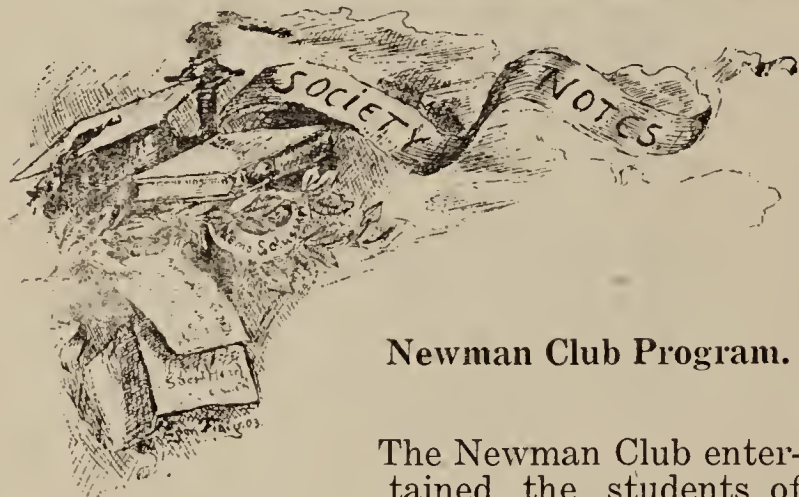 SOCIETY NOTES
Newman Club Program.
The Newman Club enter-
tained the students of